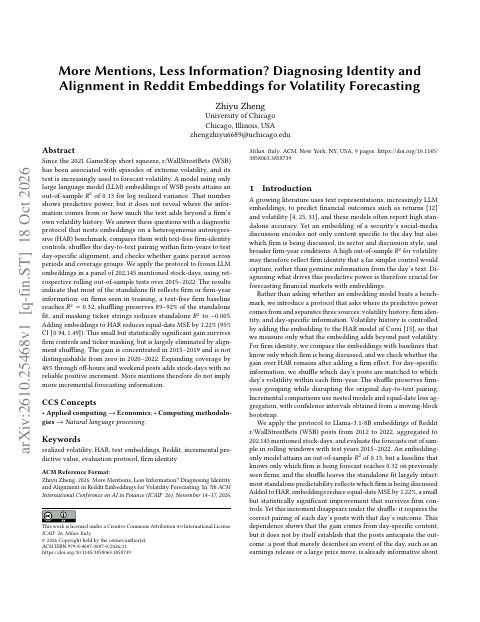 arXiv:2610.25468v1 [q-fin.ST] 18 Oct 2026
More Mentions, Less Information? Diagnosing Identity and
Alignment in Reddit Embeddings for Volatility Forecasting
Zhiyu Zheng
University of Chicago
Chicago, Illinois, USA
zhengzhiyu6689@uchicago.edu
Abstract
Since the 2021 GameStop short squeeze, r/WallStreetBets (WSB)
has been associated with episodes of extreme volatility, and its
text is increasingly used to forecast volatility. A model using only
large language model (LLM) embeddings of WSB posts attains an
out-of-sample R² of 0.13 for log realized variance. That number
shows predictive power, but it does not reveal where the infor-
mation comes from or how much the text adds beyond a firm's
own volatility history. We answer these questions with a diagnostic
protocol that nests embeddings on a heterogeneous autoregres-
sive (HAR) benchmark, compares them with text-free firm-identity
controls, shuffles the day-to-text pairing within firm-years to test
day-specific alignment, and checks whether gains persist across
periods and coverage groups. We apply the protocol to frozen LLM
embeddings in a panel of 202,145 mentioned stock-days, using ret-
rospective rolling out-of-sample tests over 2015–2022. The results
indicate that most of the standalone fit reflects firm or firm-year
information: on firms seen in training, a text-free firm baseline
reaches R² = 0.32, shuffling preserves 89–92% of the standalone
fit, and masking ticker strings reduces standalone R² to −0.005.
Adding embeddings to HAR reduces equal-date MSE by 1.22% (95%
CI [0.94, 1.49]). This small but statistically significant gain survives
firm controls and ticker masking, but is largely eliminated by align-
ment shuffling. The gain is concentrated in 2015–2019 and is not
distinguishable from zero in 2020–2022. Expanding coverage by
48% through off-hours and weekend posts adds stock-days with no
reliable positive increment. More mentions therefore do not imply
more incremental forecasting information.
CCS Concepts
• Applied computing → Economics; • Computing methodolo-
gies → Natural language processing.
Keywords
realized volatility, HAR, text embeddings, Reddit, incremental pre-
dictive value, evaluation protocol, firm identity
ACM Reference Format:
Zhiyu Zheng. 2026. More Mentions, Less Information? Diagnosing Identity
and Alignment in Reddit Embeddings for Volatility Forecasting. In 7th ACM
International Conference on AI in Finance (ICAIF '26), November 14–17, 2026,
This work is licensed under a Creative Commons Attribution 4.0 International License.
ICAIF '26, Milan, Italy
© 2026 Copyright held by the owner/author(s).
https://doi.org/10.1145/3858063.3858739
Milan, Italy. ACM, New York, NY, USA, 9 pages. https://doi.org/10.1145/
3858063.3858739
1 Introduction
A growing literature uses text representations, increasingly LLM
embeddings, to predict financial outcomes such as returns [12]
and volatility [4, 25, 31], and these models often report high stan-
dalone accuracy. Yet an embedding of a security's social-media
discussion encodes not only content specific to the day but also
which firm is being discussed, its sector and discussion style, and
broader firm-year conditions. A high out-of-sample R² for volatility
may therefore reflect firm identity that a far simpler control would
capture, rather than genuine information from the day's text. Di-
agnosing what drives this predictive power is therefore crucial for
forecasting financial markets with embeddings.
Rather than asking whether an embedding model beats a bench-
mark, we introduce a protocol that asks where its predictive power
comes from and separates three sources: volatility history, firm iden-
tity, and day-specific information. Volatility history is controlled
by adding the embedding to the HAR model of Corsi [15], so that
we measure only what the embedding adds beyond past volatility.
For firm identity, we compare the embeddings with baselines that
know only which firm is being discussed, and we check whether the
gain over HAR remains after adding a firm effect. For day-specific
information, we shuffle which day's posts are matched to which
day's volatility within each firm-year. The shuffle preserves firm-
year grouping while disrupting the original day-to-text pairing.
Incremental comparisons use nested models and equal-date loss ag-
gregation, with confidence intervals obtained from a moving-block
bootstrap.
We apply the protocol to Llama-3.1-8B embeddings of Reddit
r/WallStreetBets (WSB) posts from 2012 to 2022, aggregated to
202,145 mentioned stock-days, and evaluate the forecasts out of sam-
ple in rolling windows with test years 2015–2022. An embedding-
only model attains an out-of-sample R² of 0.13, but a baseline that
knows only which firm is being forecast reaches 0.32 on previously
seen firms, and the shuffle leaves the standalone fit largely intact:
most standalone predictability reflects which firm is being discussed.
Added to HAR, embeddings reduce equal-date MSE by 1.22%, a small
but statistically significant improvement that survives firm con-
trols. Yet this increment disappears under the shuffle: it requires the
correct pairing of each day's posts with that day's outcome. This
dependence shows that the gain comes from day-specific content,
but it does not by itself establish that the posts anticipate the out-
come: a post that merely describes an event of the day, such as an
earnings release or a large price move, is already informative about